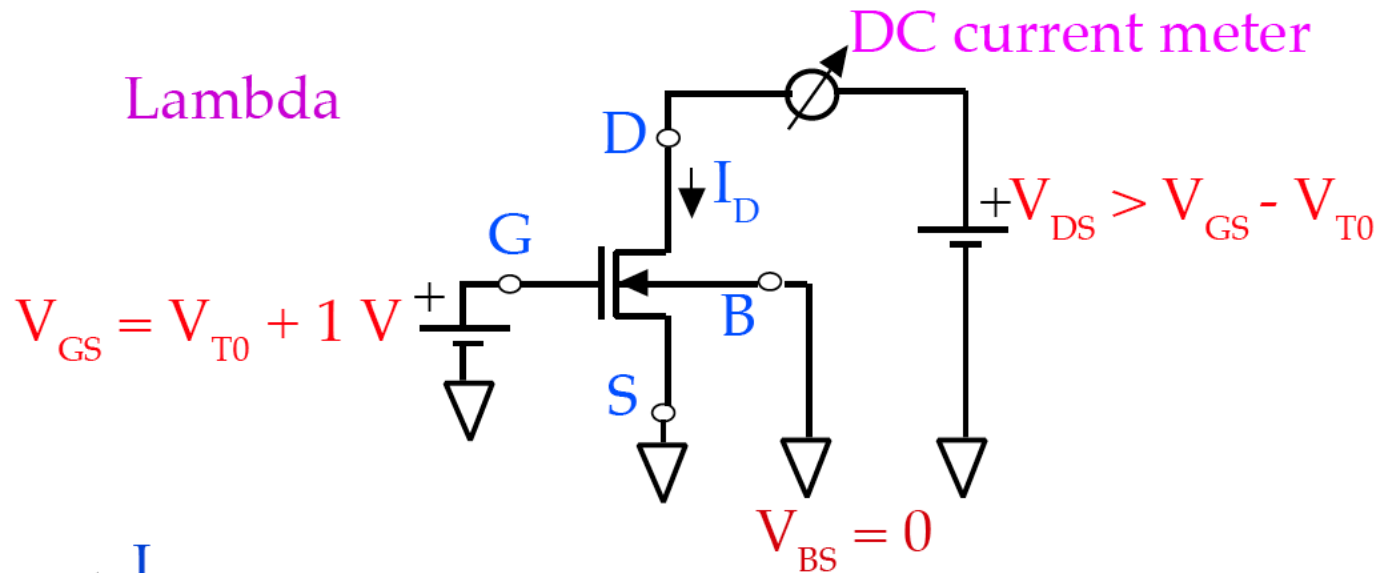 DC current meter
Lambda
D
I_D
+V_DS > V_GS - V_T0
G
V_GS = V_T0 + 1 V +
B
S
V_BS = 0
I